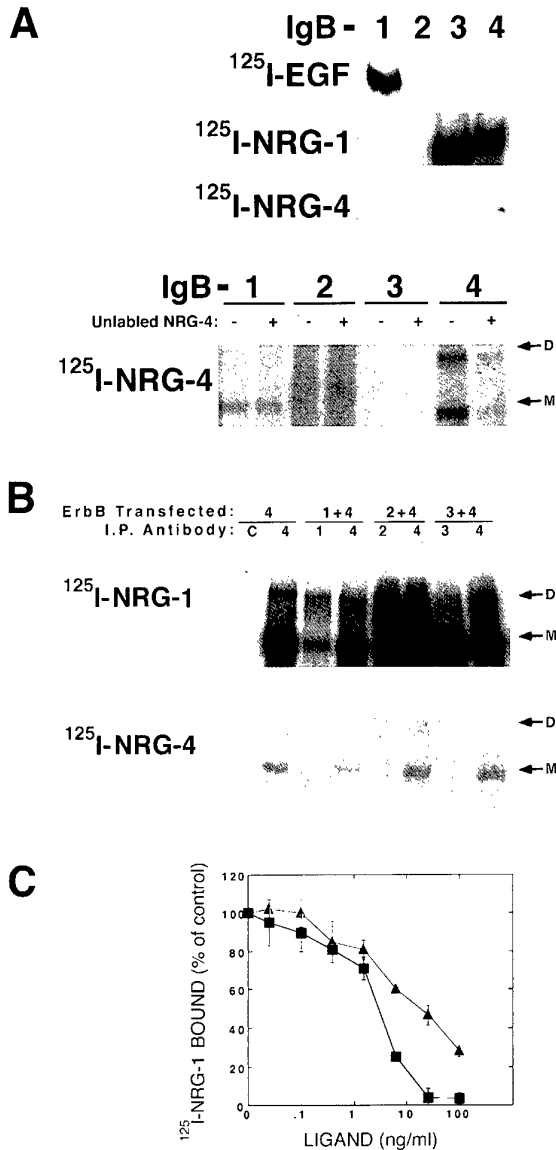 A
IgB - 1 2 3 4
125I-EGF
125I-NRG-1
125I-NRG-4
IgB - 1 2 3 4
Unlabled NRG-4: - + - + - + - +
125I-NRG-4
D
M
B
ErbB Transfected: 4 1+4 2+4 3+4
I.P. Antibody: C 4 1 4 2 4 3 4
125I-NRG-1
D
M
125I-NRG-4
D
M
C
125I-NRG-1 BOUND (% of control)
120
100
80
60
40
20
0
0 .1 1 10 100
LIGAND (ng/ml)